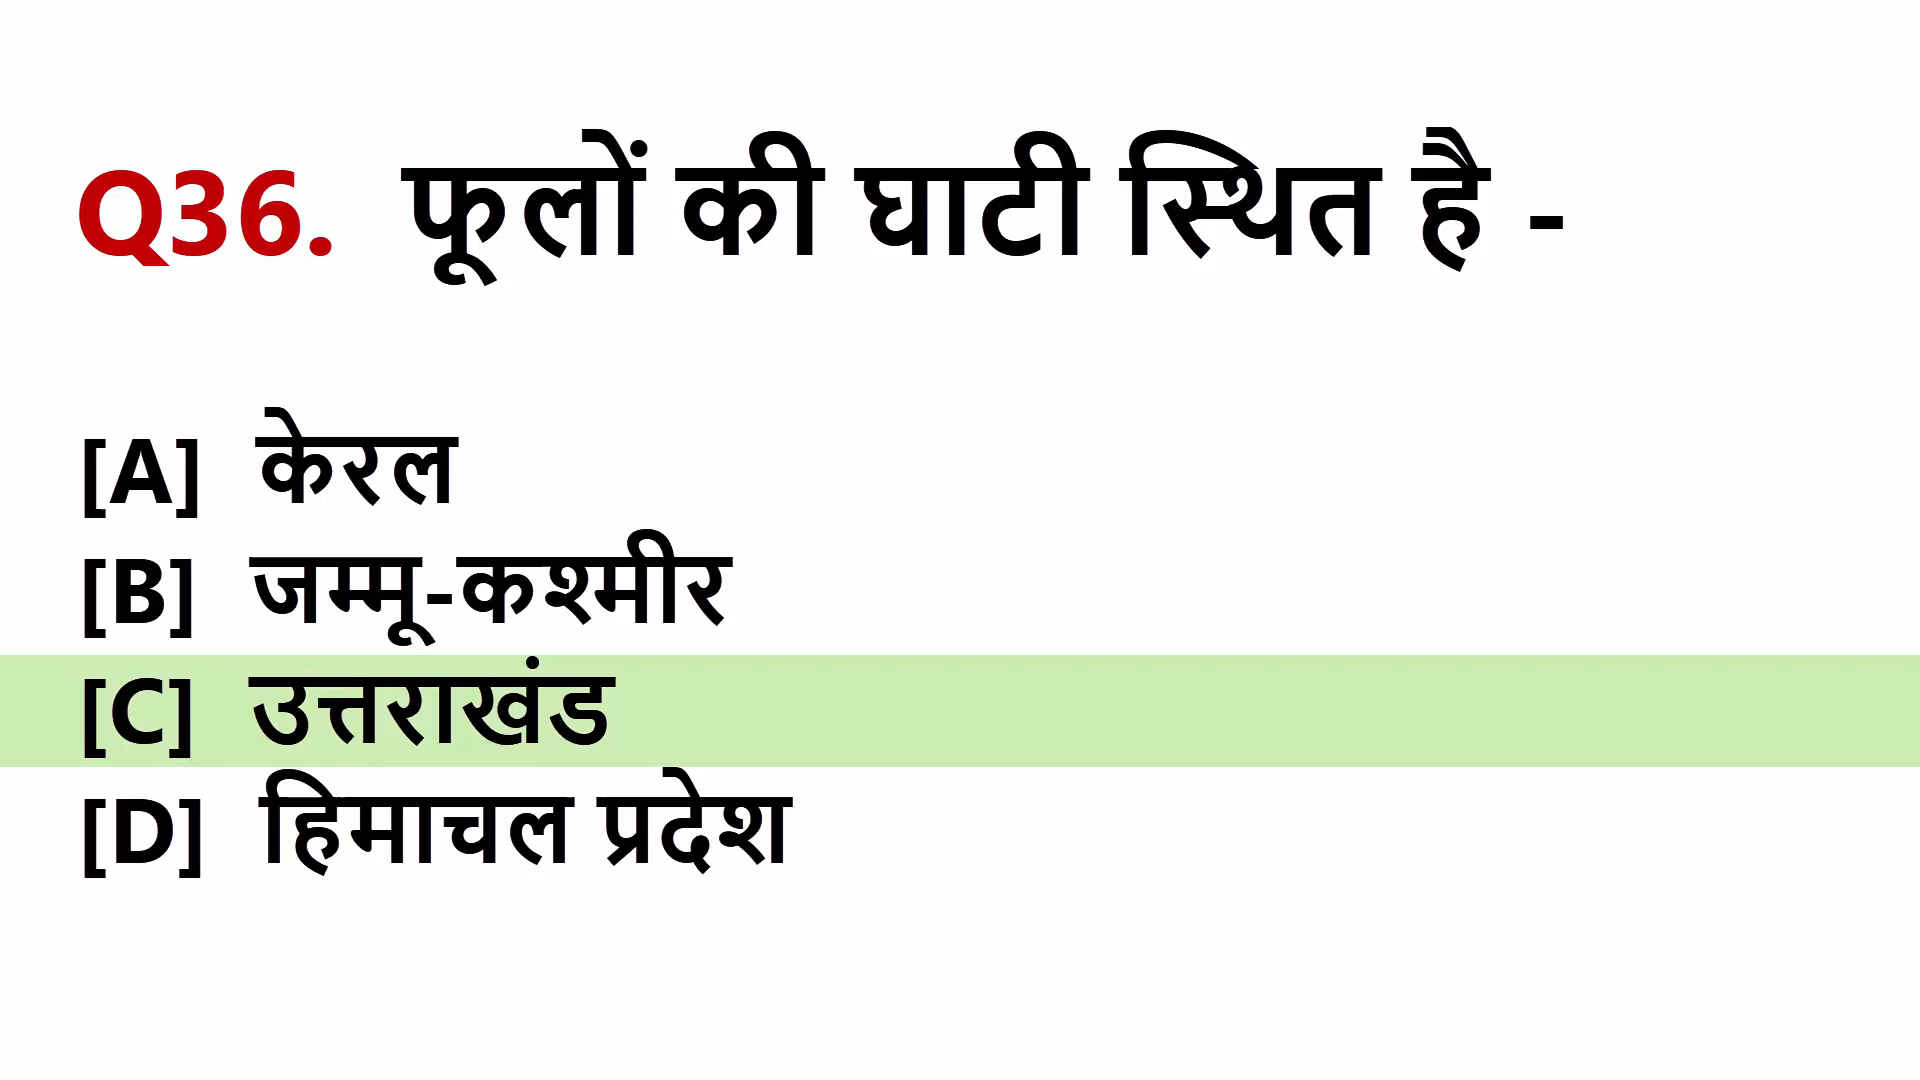 Q36. फूलों की घाटी स्थित है -
[A] केरल
[B] जम्मू-कश्मीर
[C] उत्तराखंड
[D] हिमाचल प्रदेश